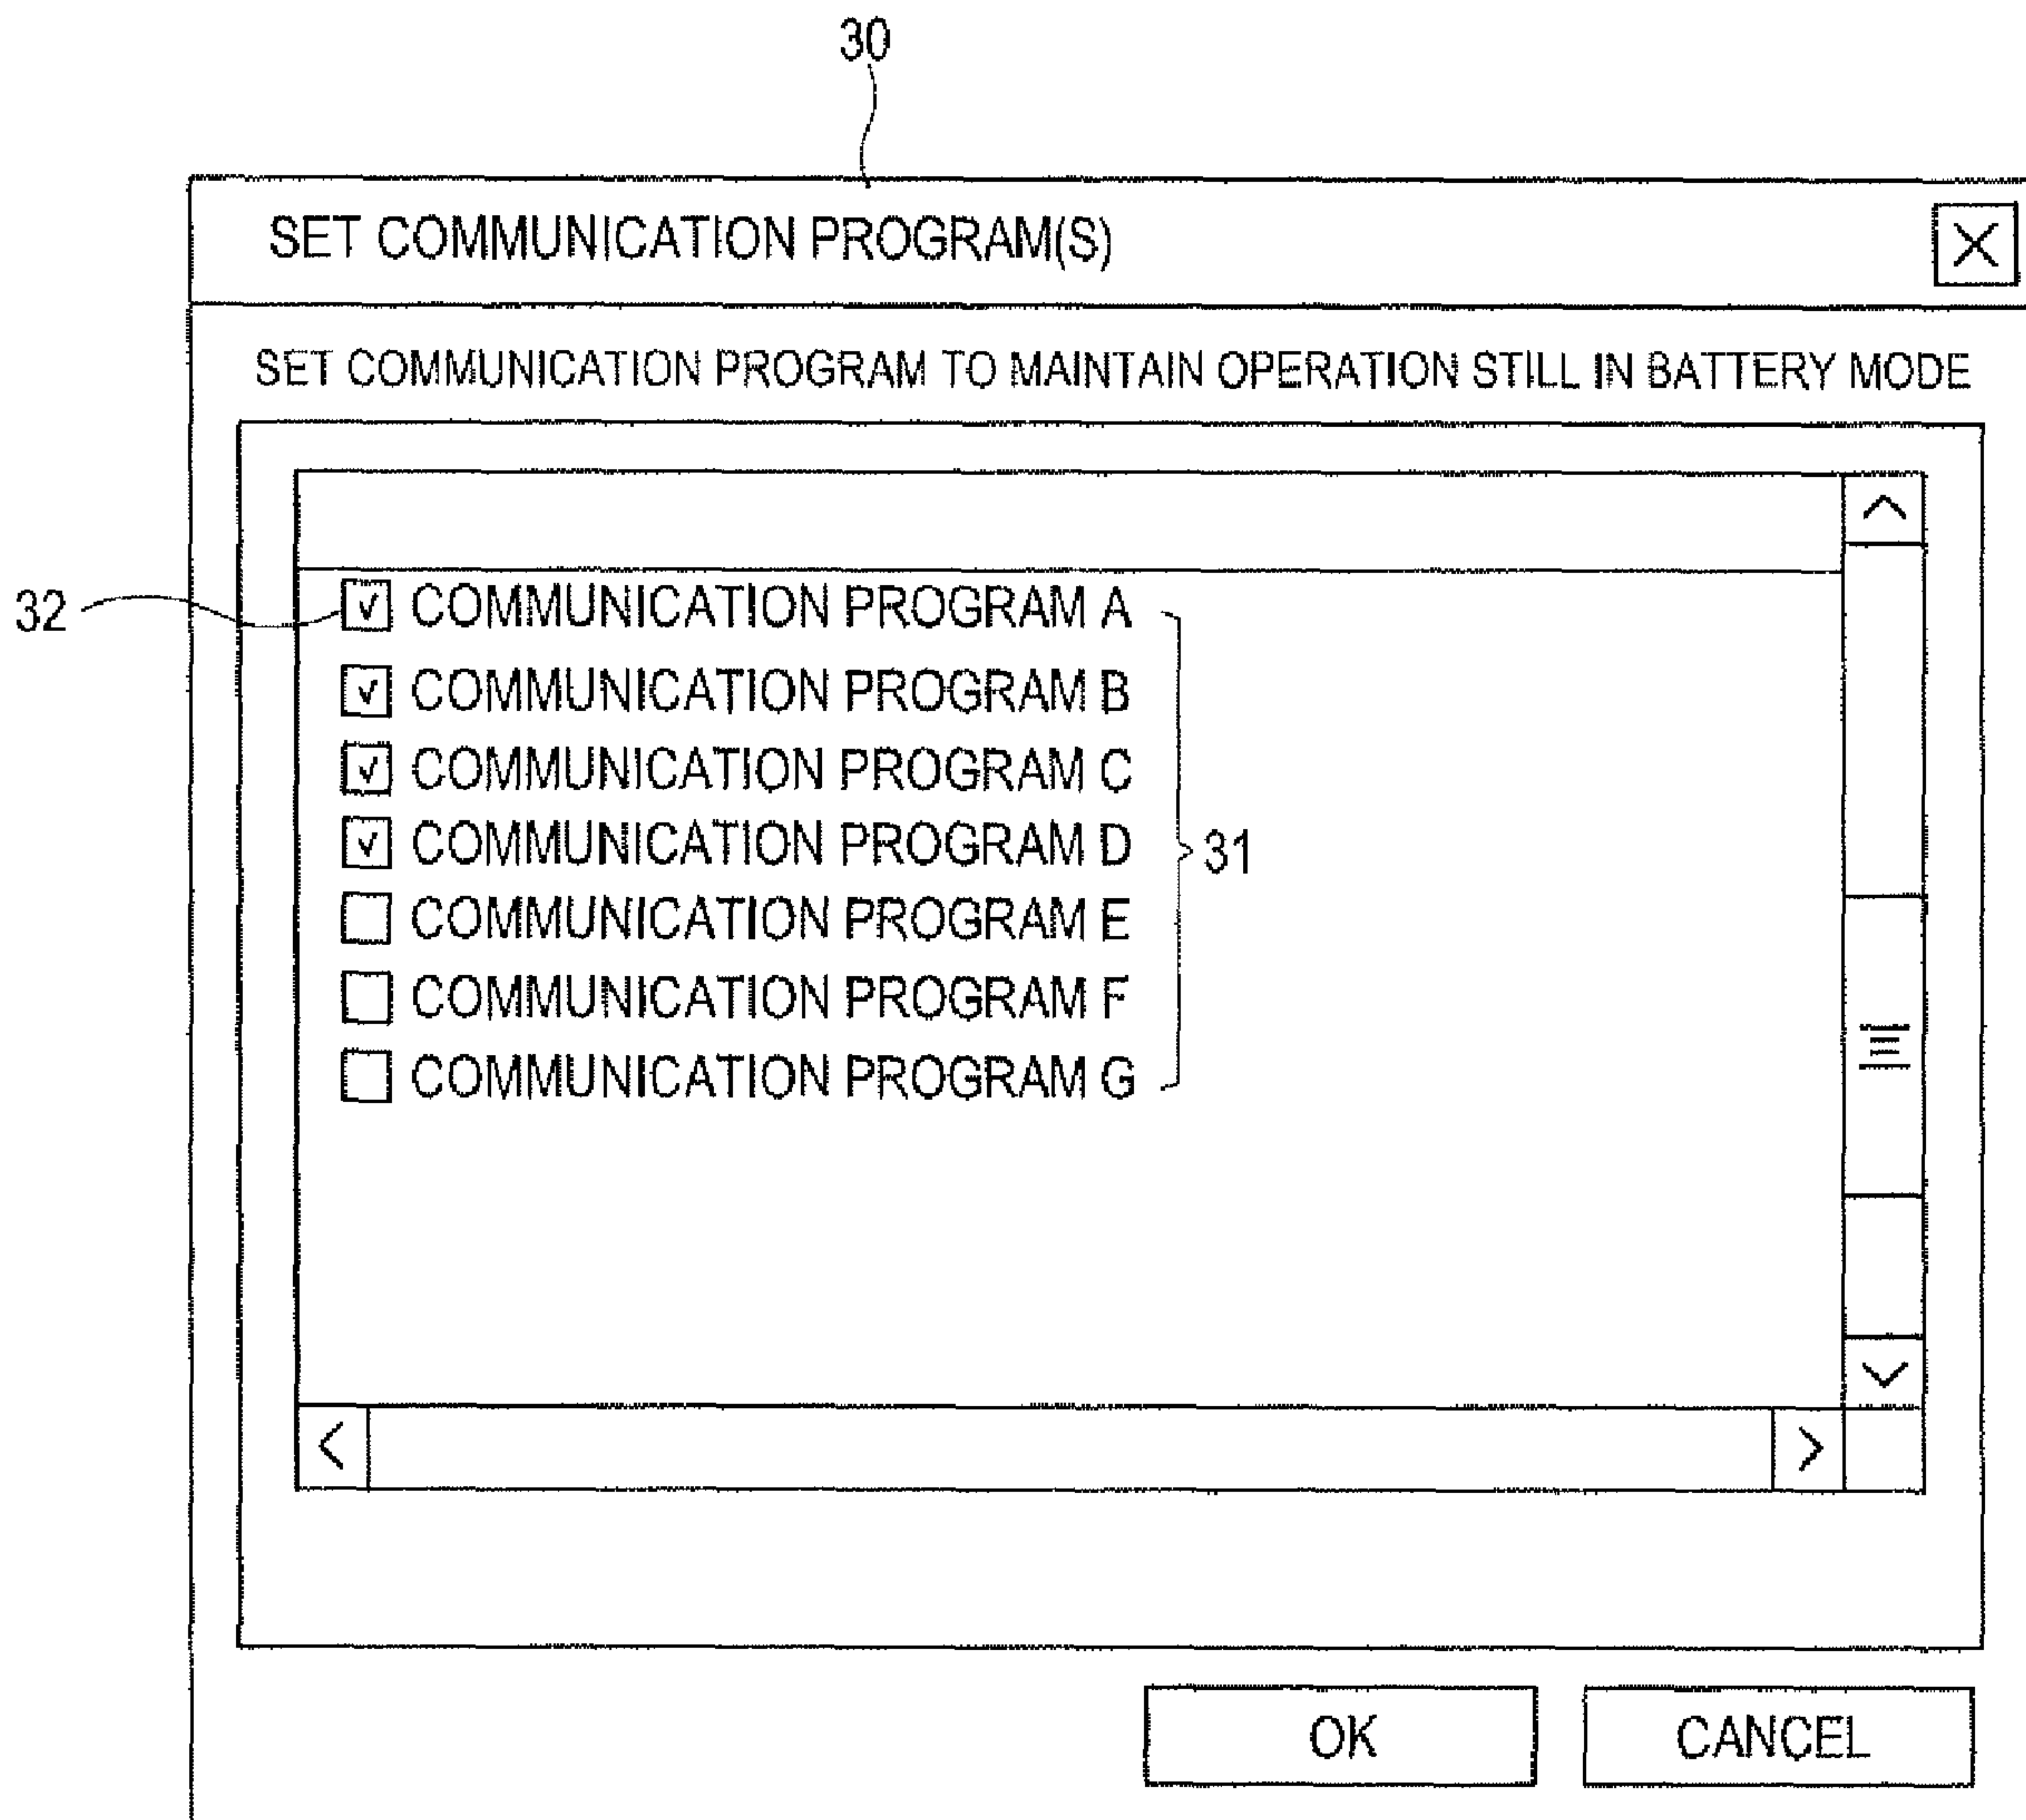 30
SET COMMUNICATION PROGRAM(S)
SET COMMUNICATION PROGRAM TO MAINTAIN OPERATION STILL IN BATTERY MODE
32
COMMUNICATION PROGRAM A
COMMUNICATION PROGRAM B
COMMUNICATION PROGRAM C
COMMUNICATION PROGRAM D
31
COMMUNICATION PROGRAM E
COMMUNICATION PROGRAM F
COMMUNICATION PROGRAM G
OK
CANCEL